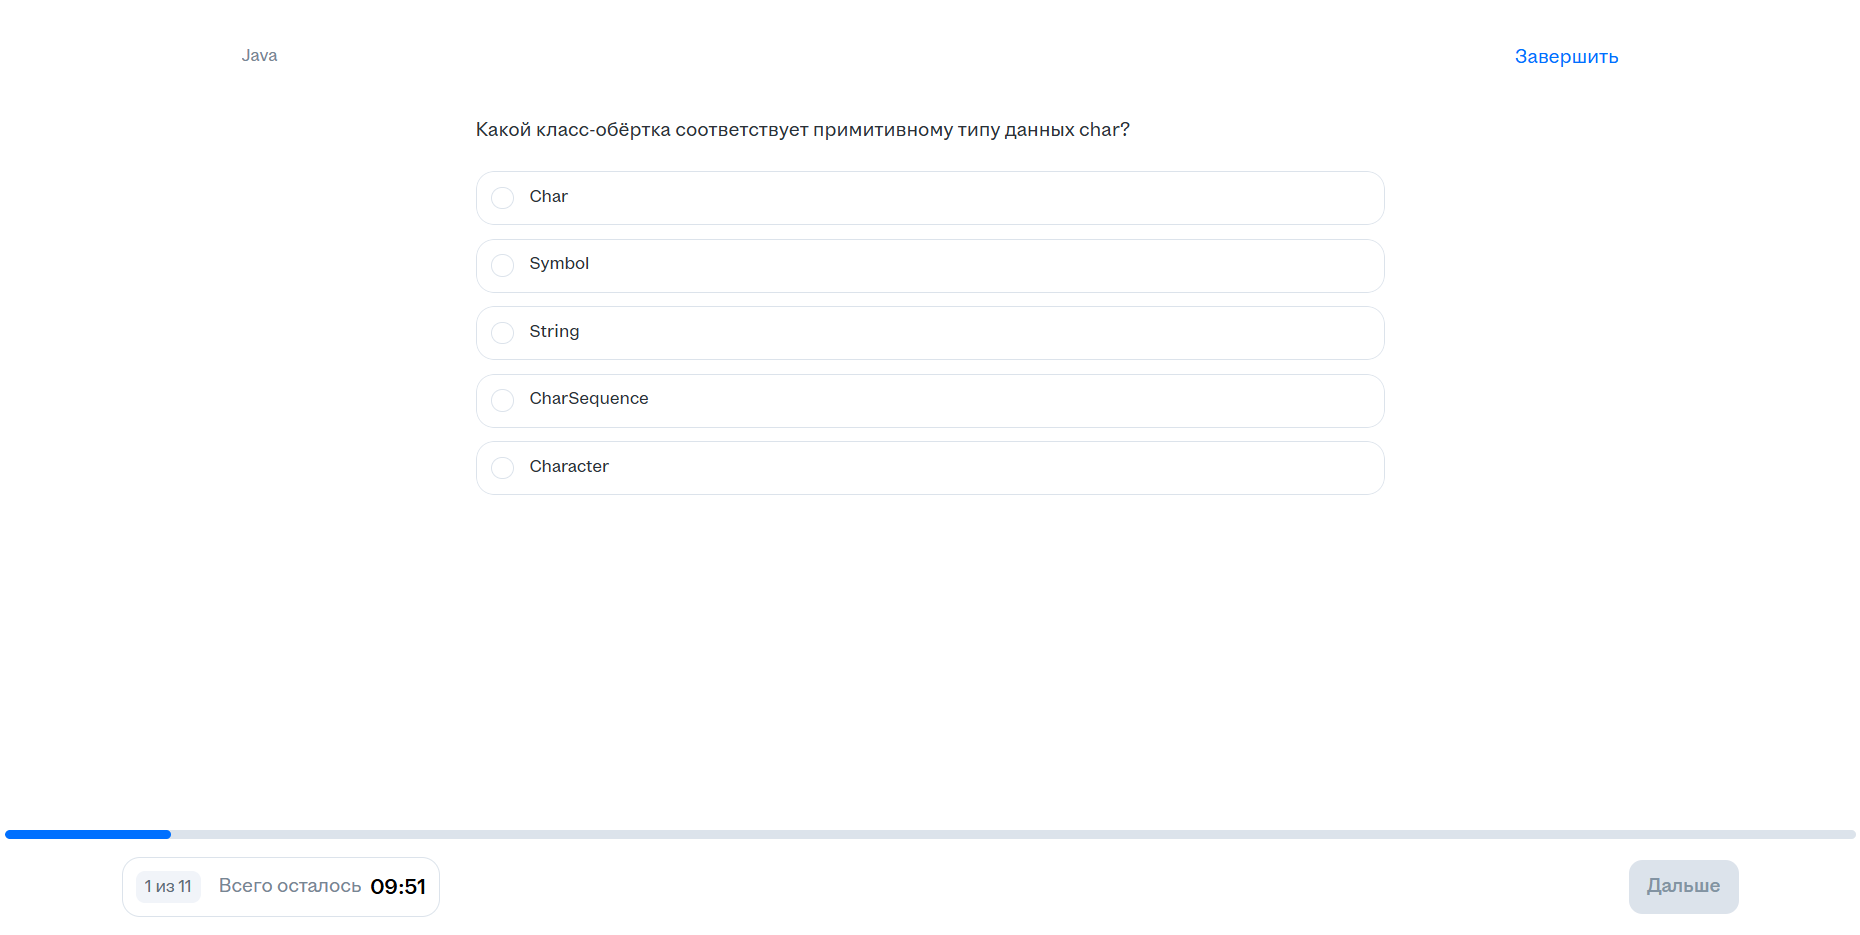 Java
Завершить
Какой класс-обёртка соответствует примитивному типу данных char?
Char
Symbol
String
CharSequence
Character
1 из 11 Всего осталось 09:51
Дальше